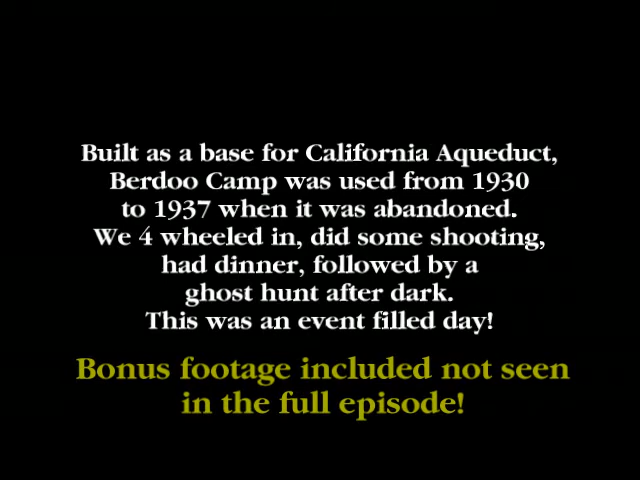 Built as a base for California Aqueduct,
Berdoo Camp was used from 1930
to 1937 when it was abandoned.
We 4 wheeled in, did some shooting,
had dinner, followed by a
ghost hunt after dark.
This was an event filled day!
Bonus footage included not seen
in the full episode!